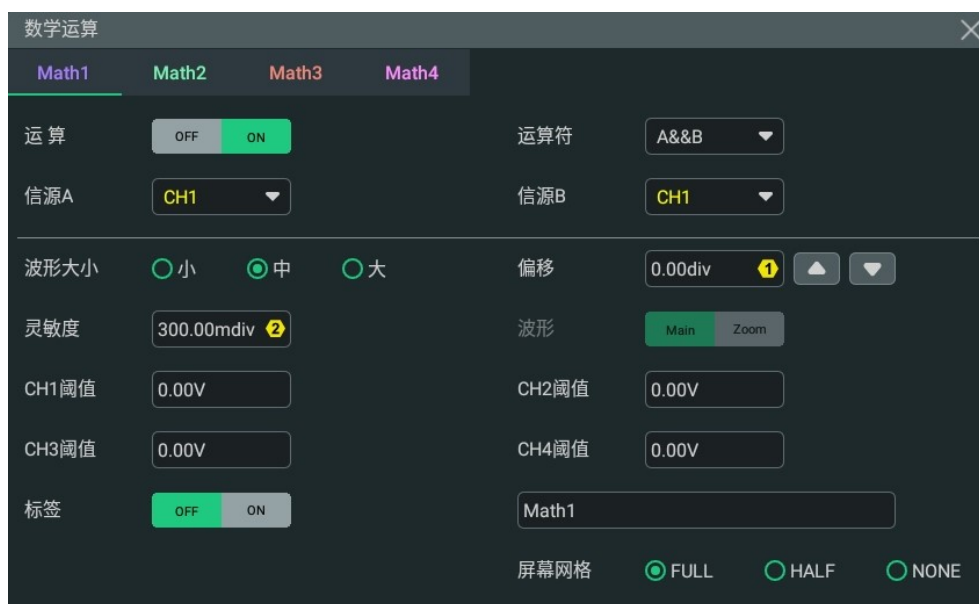 数学运算
Math1 Math2 Math3 Math4
运 算 OFF ON 运算符 A&&B
信源A CH1 信源B CH1
波形大小 小 中 大 偏移 0.00div 1
灵敏度 300.00mdiv 2 波形 Main Zoom
CH1阈值 0.00V CH2阈值 0.00V
CH3阈值 0.00V CH4阈值 0.00V
标签 OFF ON Math1
屏幕网格 FULL HALF NONE